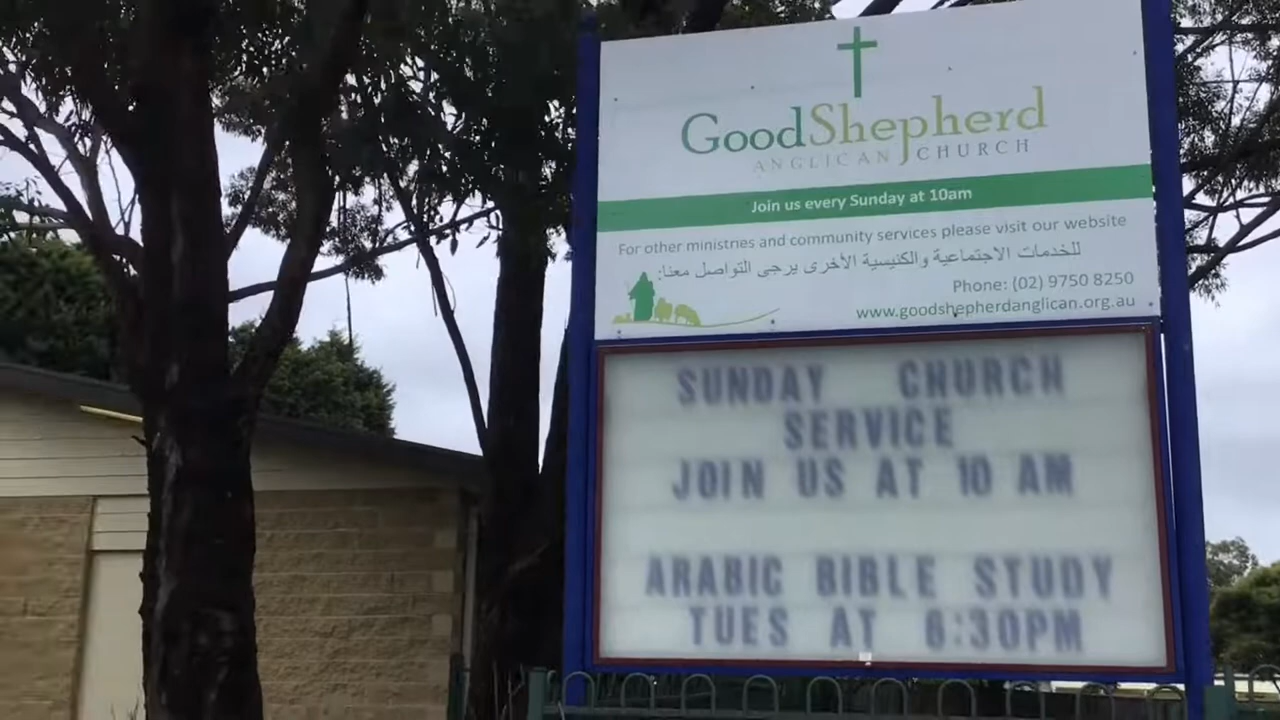 GoodShepherd
ANGLICAN CHURCH
Join us every Sunday at 10am
For other ministries and community services please visit our website
للخدمات الاجتماعية والكنيسية الأخرى يرجى التواصل معنا:
Phone: (02) 9750 8250
www.goodshepherdanglican.org.au
SUNDAY CHURCH
SERVICE
JOIN US AT 10 AM
ARABIC BIBLE STUDY
TUES AT 6:30PM